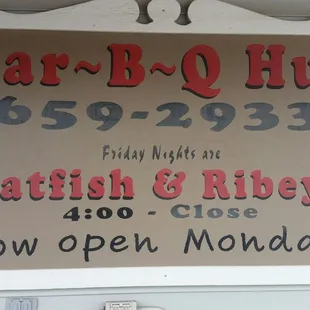 ar~B~Q Hu
659-2933
Friday Nights are
atfish & Ribey
4:00 - Close
ow open Monda